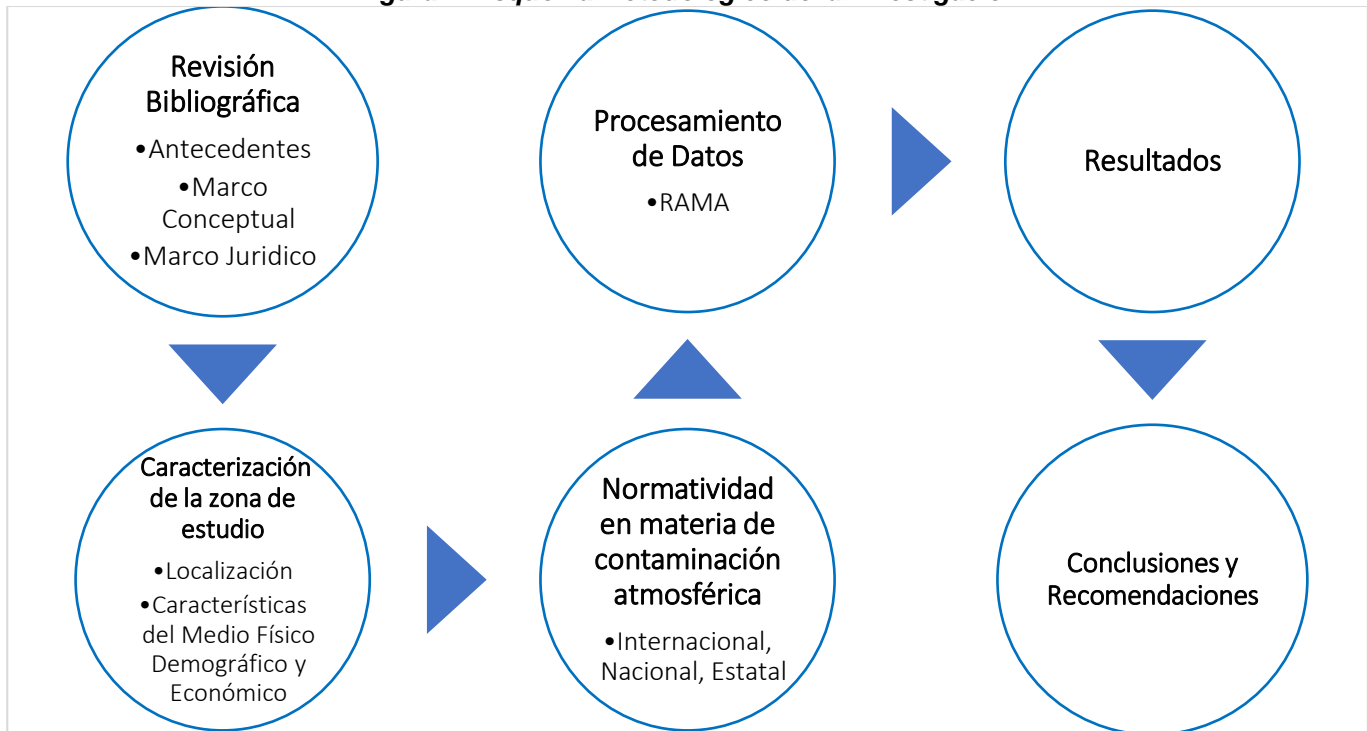 Revisión
Bibliográfica
•Antecedentes
•Marco
Conceptual
•Marco Juridico
Caracterización
de la zona de
estudio
•Localización
•Características
del Medio Físico
Demográfico y
Económico
Normatividad
en materia de
contaminación
atmosférica
•Internacional,
Nacional, Estatal
Procesamiento
de Datos
•RAMA
Resultados
Conclusiones y
Recomendaciones